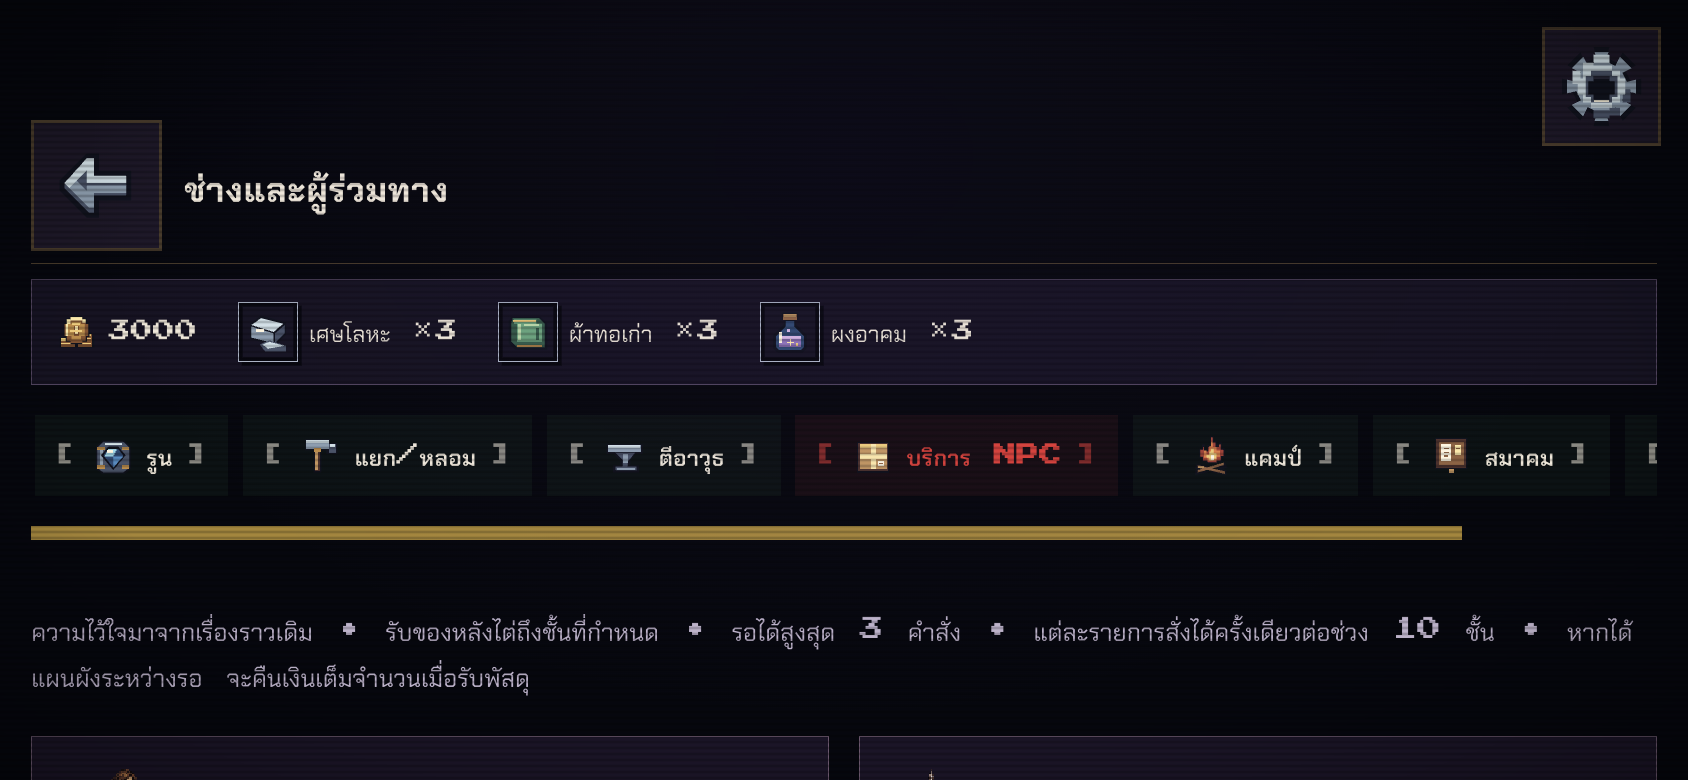 ช่างและผู้ร่วมทาง
3000 เศษโลหะ ×3 ผ้าทอเก่า ×3 ผงอาคม ×3
[ รูน ] [ แยก/หลอม ] [ ตีอาวุธ ] [ บริการ NPC ] [ แคมป์ ] [ สมาคม ] [
ความไว้ใจมาจากเรื่องราวเดิม • รับของหลังไต่ถึงชั้นที่กำหนด • รอได้สูงสุด 3 คำสั่ง • แต่ละรายการสั่งได้ครั้งเดียวต่อช่วง 10 ชั้น • หากได้
แผนผังระหว่างรอ จะคืนเงินเต็มจำนวนเมื่อรับพัสดุ